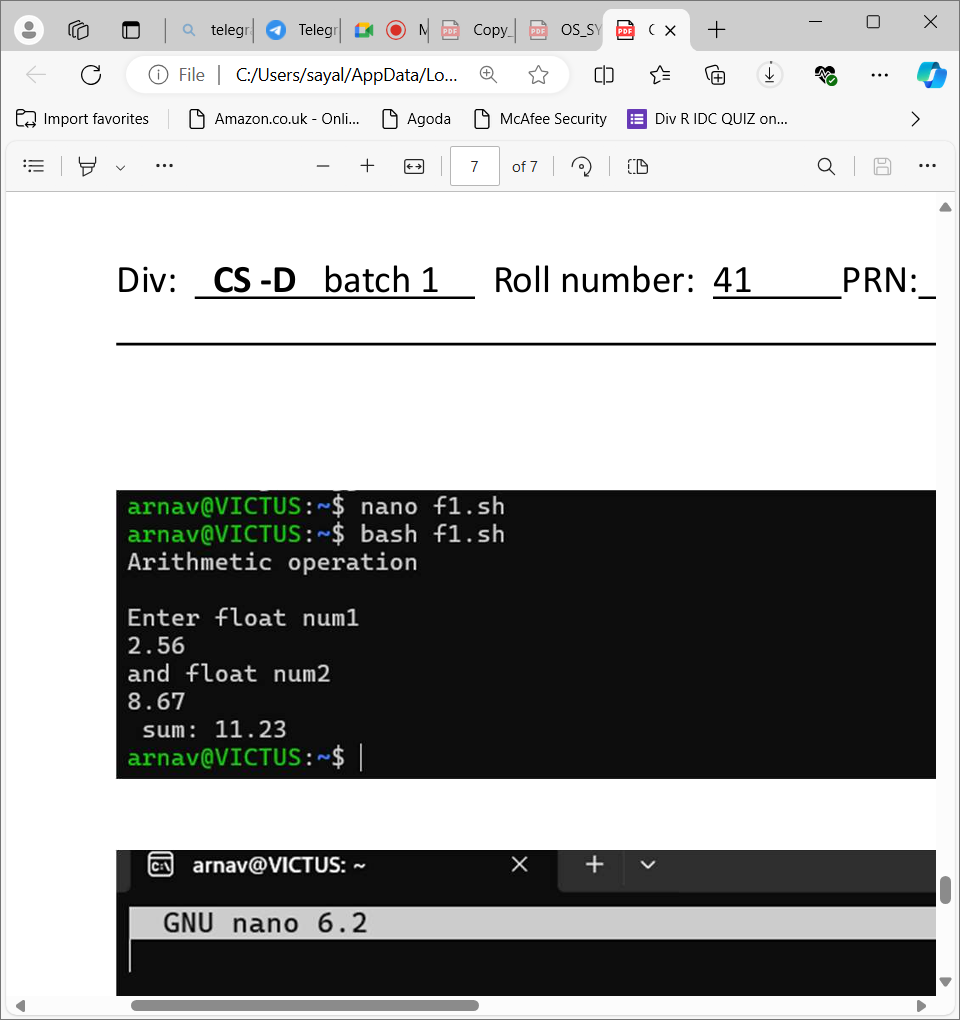 telegr
Telegr
M
Copy_
OS_SY
File
C:/Users/sayal/AppData/Lo...
Import favorites
Amazon.co.uk - Onli...
Agoda
McAfee Security
Div R IDC QUIZ on...
7 of 7
Div: CS -D batch 1 Roll number: 41 PRN:_
arnav@VICTUS:~$ nano f1.sh
arnav@VICTUS:~$ bash f1.sh
Arithmetic operation
Enter float num1
2.56
and float num2
8.67
sum: 11.23
arnav@VICTUS:~$
arnav@VICTUS: ~
GNU nano 6.2